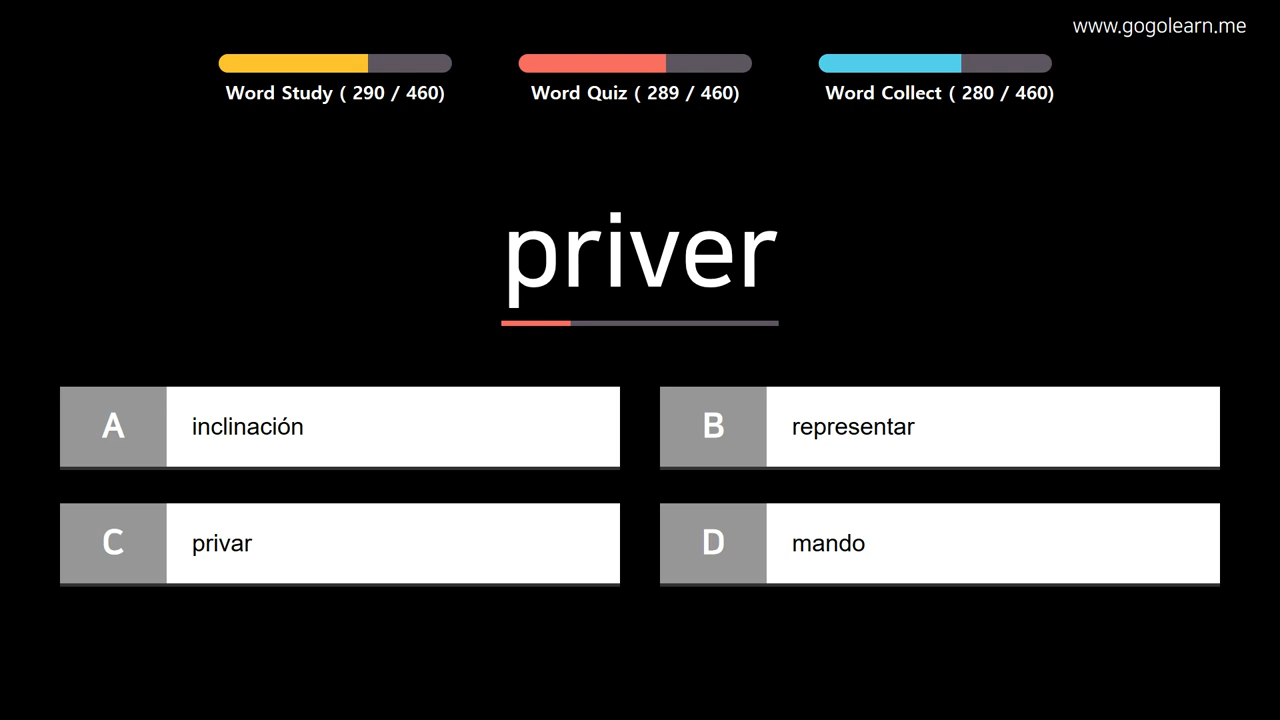 www.gogolearn.me
Word Study ( 290 / 460)
Word Quiz ( 289 / 460)
Word Collect ( 280 / 460)
priver
A inclinación
B representar
C privar
D mando